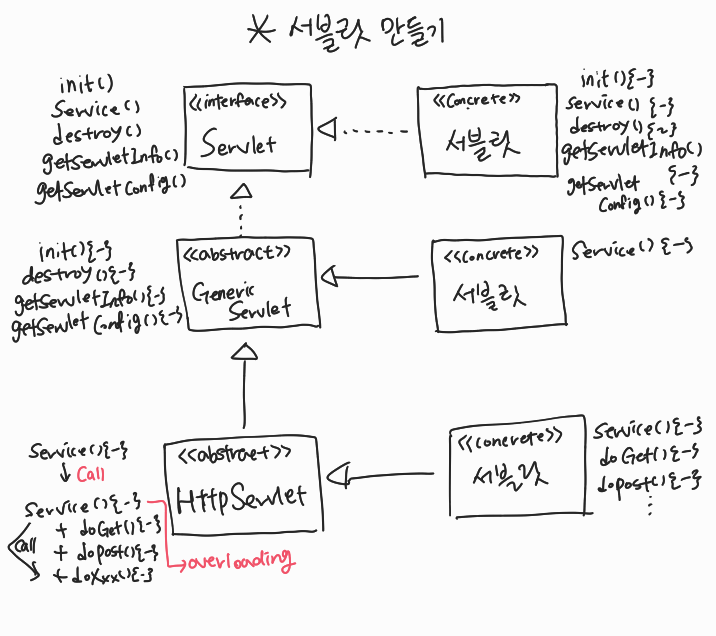 * 서블릿 만들기
init()
Service()
destroy()
getServletInfo()
getServlet Config()
<<interface>>
Servlet
<<Concrete>>
서블릿
init(){~}
service() {~}
destroy(){~}
getServletInfo()
{~}
getServlet
Config(){~}
init(){~}
destroy(){~}
getServletInfo(){~}
getServlet Config(){~}
<<abstract>>
Generic
Servlet
<<concrete>>
서블릿
Service() {~}
Service(){~}
Call
Service(){~}
+ doGet(){~}
+ dopost(){~}
+ doXxx(){~}
Call
overloading
<<abstract>>
HttpServlet
<<concrete>>
서블릿
Service(){~}
doGet(){~}
dopost(){~}
⋮